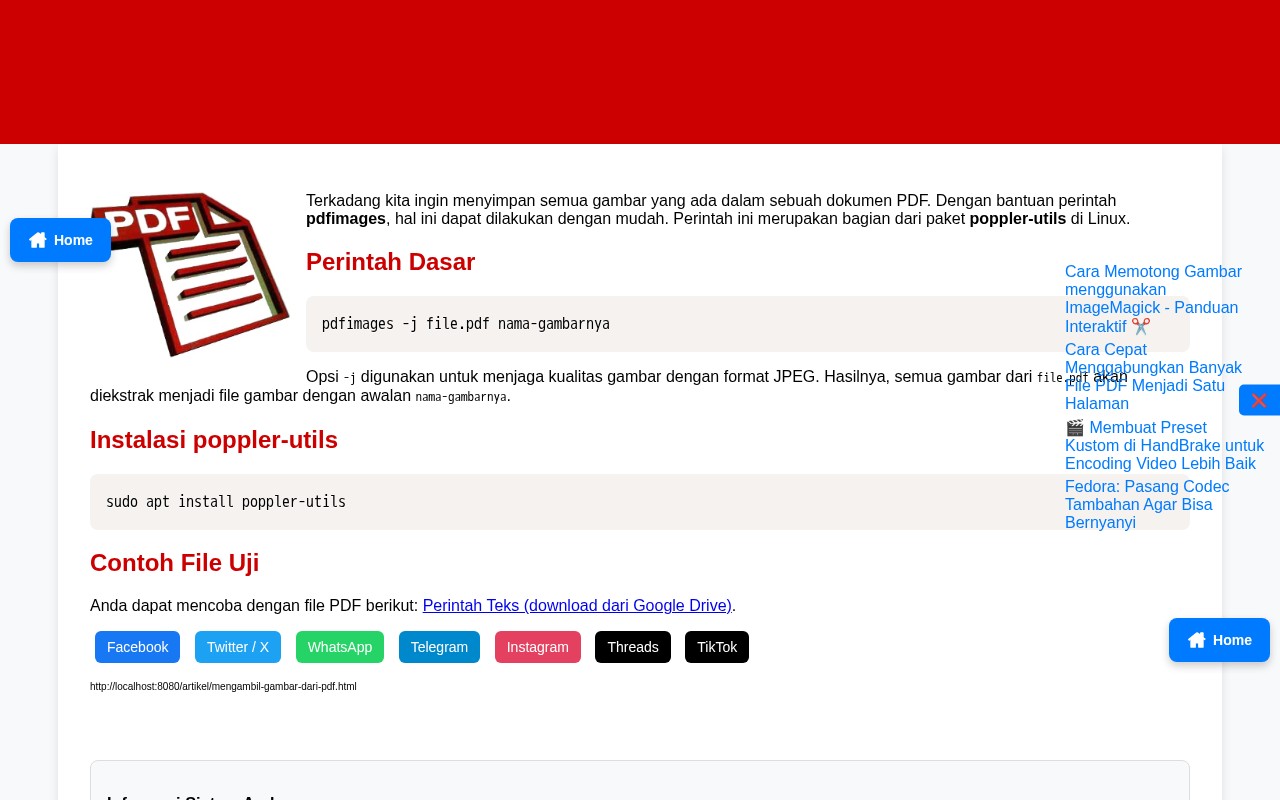 PDF
Terkadang kita ingin menyimpan semua gambar yang ada dalam sebuah dokumen PDF. Dengan bantuan perintah
pdfimages, hal ini dapat dilakukan dengan mudah. Perintah ini merupakan bagian dari paket poppler-utils di Linux.
Home
Perintah Dasar
pdfimages -j file.pdf nama-gambarnya
Opsi -j digunakan untuk menjaga kualitas gambar dengan format JPEG. Hasilnya, semua gambar dari file.pdf akan
diekstrak menjadi file gambar dengan awalan nama-gambarnya.
Instalasi poppler-utils
sudo apt install poppler-utils
Contoh File Uji
Anda dapat mencoba dengan file PDF berikut: Perintah Teks (download dari Google Drive).
Facebook Twitter / X WhatsApp Telegram Instagram Threads TikTok
http://localhost:8080/artikel/mengambil-gambar-dari-pdf.html
Cara Memotong Gambar
menggunakan
ImageMagick - Panduan
Interaktif ✂️
Cara Cepat
Menggabungkan Banyak
File PDF Menjadi Satu
Halaman
🎬 Membuat Preset
Kustom di HandBrake untuk
Encoding Video Lebih Baik
Fedora: Pasang Codec
Tambahan Agar Bisa
Bernyanyi
❌
Home